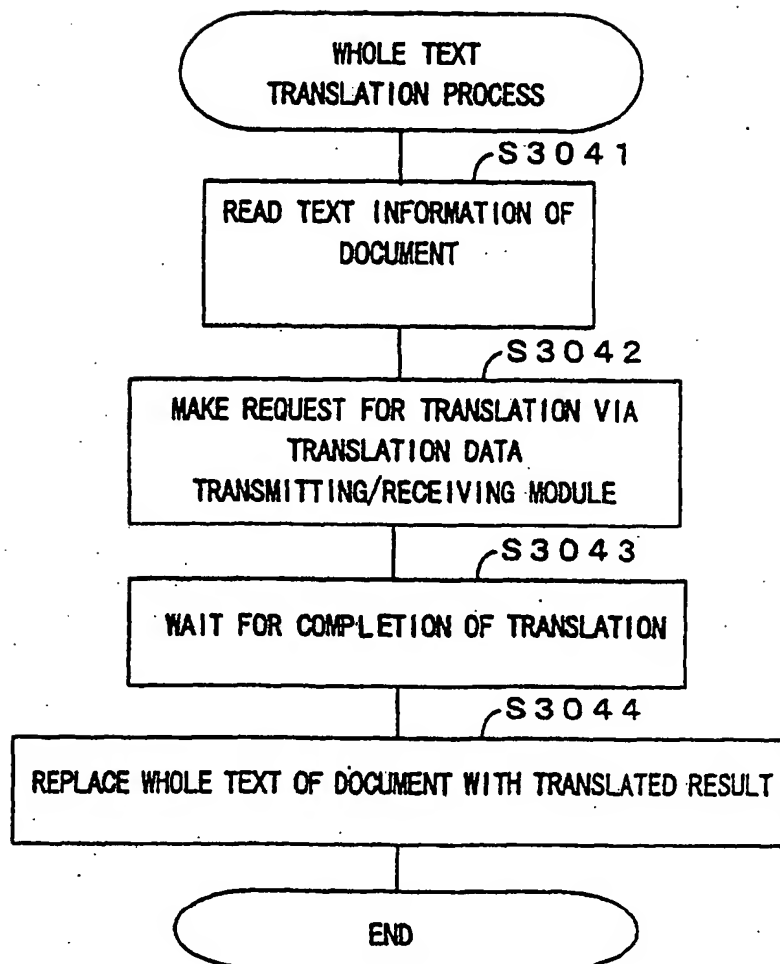 WHOLE TEXT
TRANSLATION PROCESS
S3041
READ TEXT INFORMATION OF
DOCUMENT
S3042
MAKE REQUEST FOR TRANSLATION VIA
TRANSLATION DATA
TRANSMITTING/RECEIVING MODULE
S3043
WAIT FOR COMPLETION OF TRANSLATION
S3044
REPLACE WHOLE TEXT OF DOCUMENT WITH TRANSLATED RESULT
END